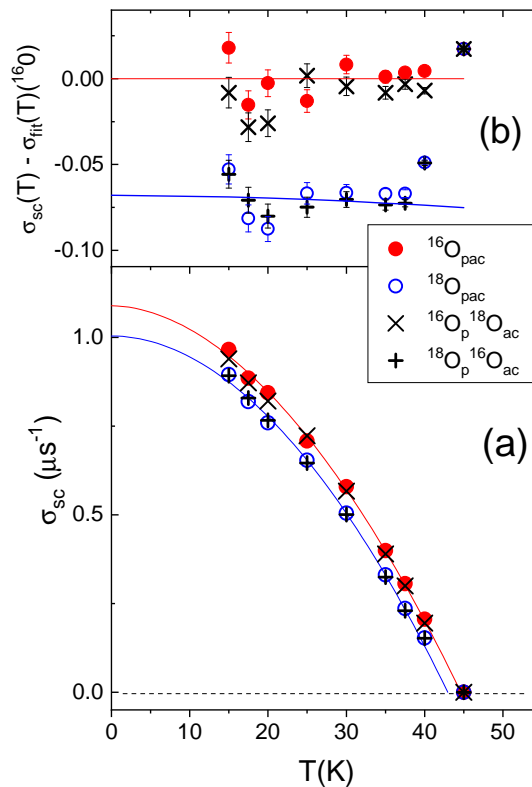 σsc(T) - σfit(T)(¹⁶0)
0.00
-0.05
-0.10
(b)
¹⁶Opac
¹⁸Opac
¹⁶Op¹⁸Oac
¹⁸Op¹⁶Oac
(a)
σsc (μs⁻¹)
1.0
0.5
0.0
0 10 20 30 40 50
T(K)